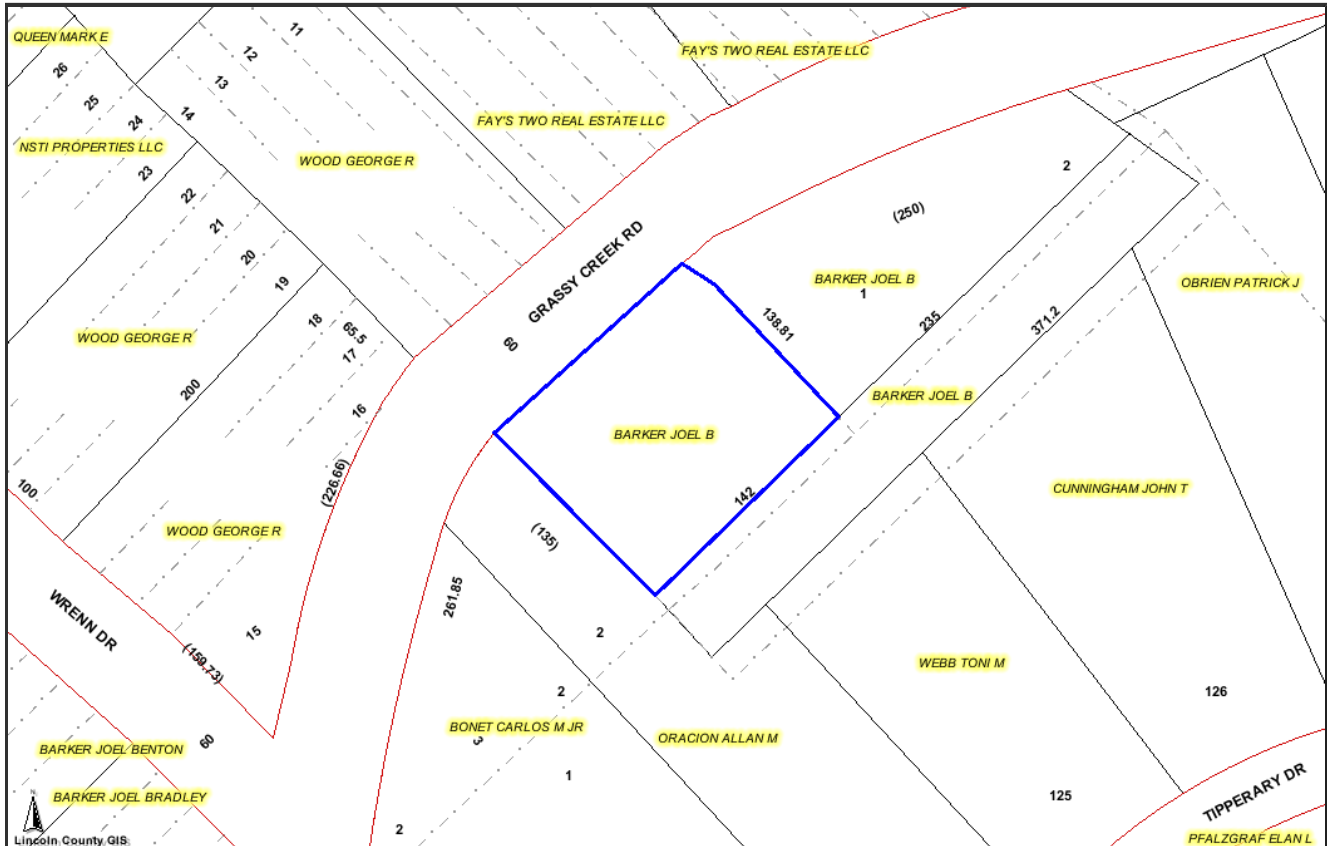 QUEEN MARK E
11
FAY'S TWO REAL ESTATE LLC
12
26
13
25
14
24
FAY'S TWO REAL ESTATE LLC
NSTI PROPERTIES LLC
WOOD GEORGE R
23
2
22
(250)
21
GRASSY CREEK RD
20
19
BARKER JOEL B
1
OBRIEN PATRICK J
18
65.5
138.81
235
371.2
WOOD GEORGE R
60
17
200
BARKER JOEL B
16
BARKER JOEL B
(226.66)
100
142
CUNNINGHAM JOHN T
WOOD GEORGE R
(135)
261.85
WRENN DR
15
2
(159.73)
WEBB TONI M
2
126
BONET CARLOS M JR
60
3
ORACION ALLAN M
BARKER JOEL BENTON
1
BARKER JOEL BRADLEY
125
TIPPERARY DR
N
2
Lincoln County GIS
PFALZGRAF ELAN L